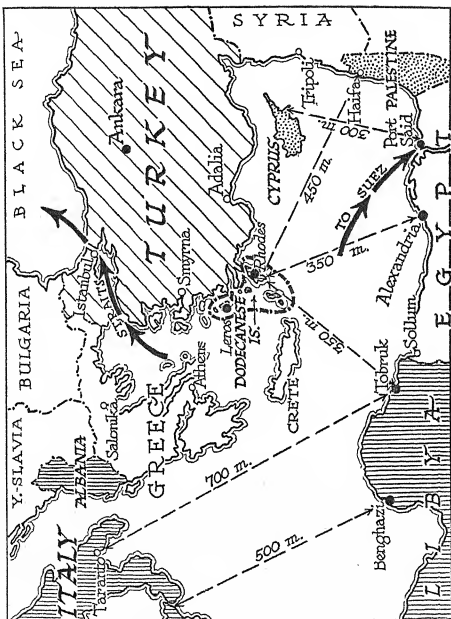 BLACK SEA
SYRIA
BULGARIA
Y.-SLAVIA
ALBANIA
ITALY
Taranto
Salonika
GREECE
Athens
Istanbul
STRAITS
Ankara
TURKEY
Smyrna
Adalia
Leros
DODECANESE
IS.
Rhodes
CRETE
CYPRUS
Tripoli
Haifa
PALESTINE
Port
Said
300 m.
450 m.
TO SUEZ
350 m.
350 m.
700 m.
500 m.
Alexandria
EGYPT
Sollum
Tobruk
Benghazi
LIBYA